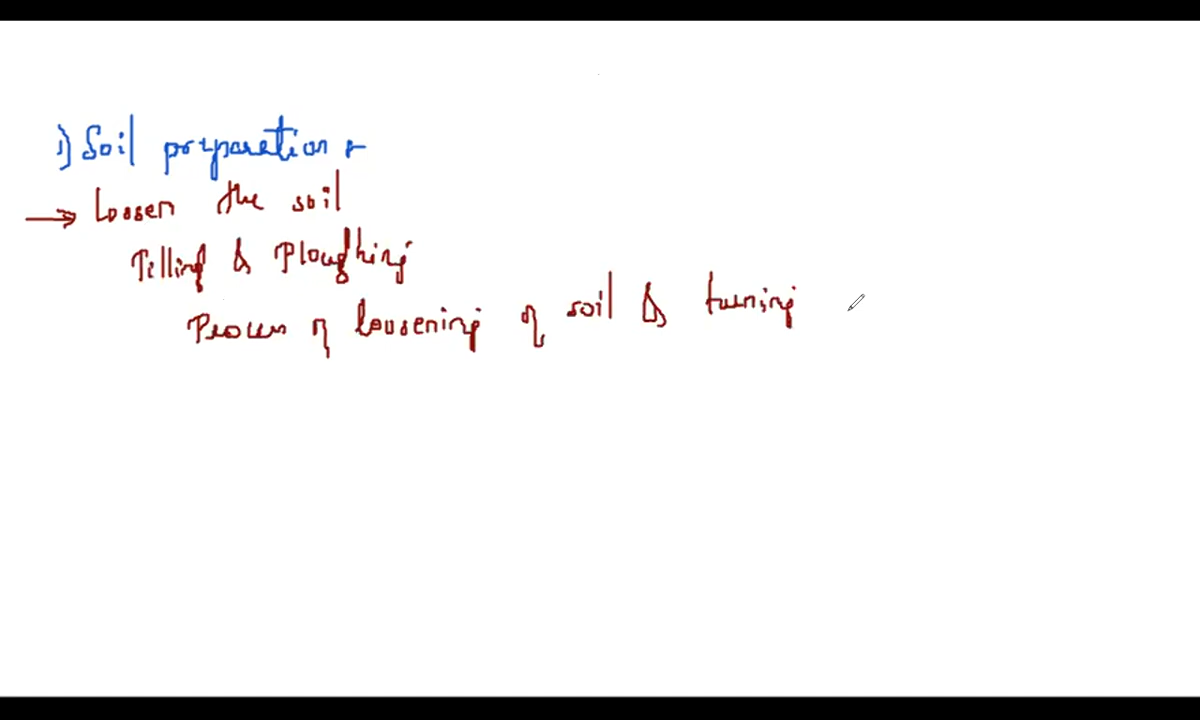 1) Soil preparation :-
→ Loosen the soil
Tilling & Ploughing
Process of loosening of soil & turning